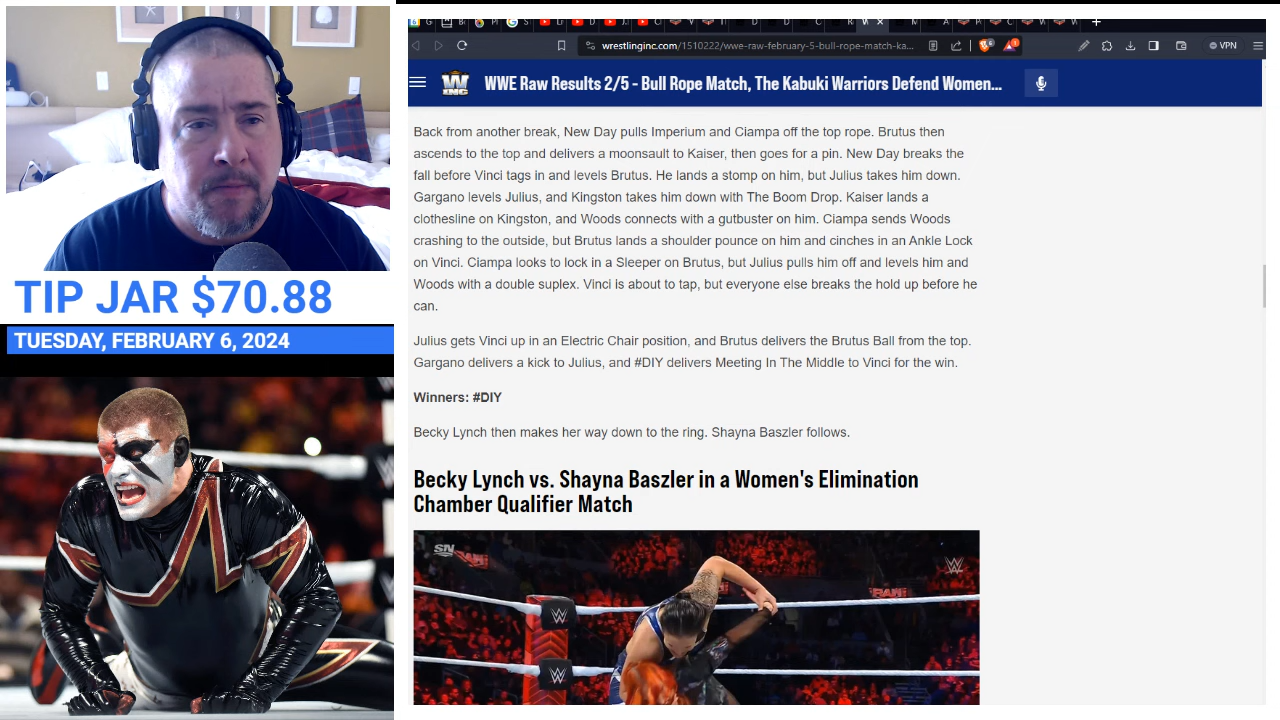 TIP JAR $70.88
TUESDAY, FEBRUARY 6, 2024
wrestlinginc.com/1510222/wwe-raw-february-5-bull-rope-match-ka...
VPN
W
ING
WWE Raw Results 2/5 - Bull Rope Match, The Kabuki Warriors Defend Women...
Back from another break, New Day pulls Imperium and Ciampa off the top rope. Brutus then
ascends to the top and delivers a moonsault to Kaiser, then goes for a pin. New Day breaks the
fall before Vinci tags in and levels Brutus. He lands a stomp on him, but Julius takes him down.
Gargano levels Julius, and Kingston takes him down with The Boom Drop. Kaiser lands a
clothesline on Kingston, and Woods connects with a gutbuster on him. Ciampa sends Woods
crashing to the outside, but Brutus lands a shoulder pounce on him and cinches in an Ankle Lock
on Vinci. Ciampa looks to lock in a Sleeper on Brutus, but Julius pulls him off and levels him and
Woods with a double suplex. Vinci is about to tap, but everyone else breaks the hold up before he
can.
Julius gets Vinci up in an Electric Chair position, and Brutus delivers the Brutus Ball from the top.
Gargano delivers a kick to Julius, and #DIY delivers Meeting In The Middle to Vinci for the win.
Winners: #DIY
Becky Lynch then makes her way down to the ring. Shayna Baszler follows.
Becky Lynch vs. Shayna Baszler in a Women's Elimination
Chamber Qualifier Match
SN
RAW
W
W
W